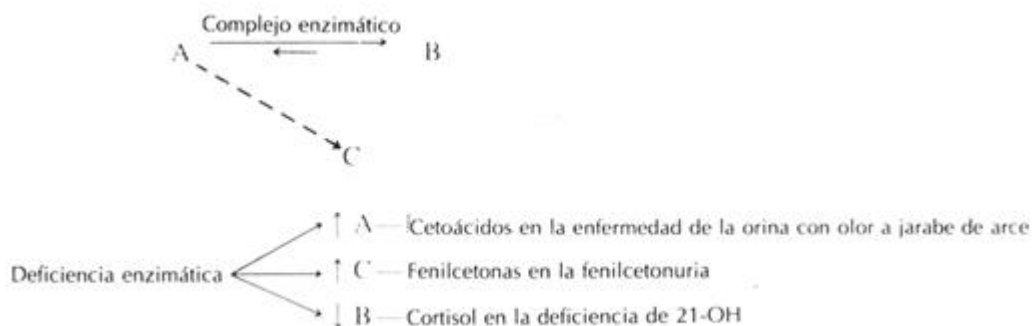 Complejo enzimático
A B
C
↑ A — Cetoácidos en la enfermedad de la orina con olor a jarabe de arce
Deficiencia enzimática ↑ C — Fenilcetonas en la fenilcetonuria
↓ B — Cortisol en la deficiencia de 21-OH